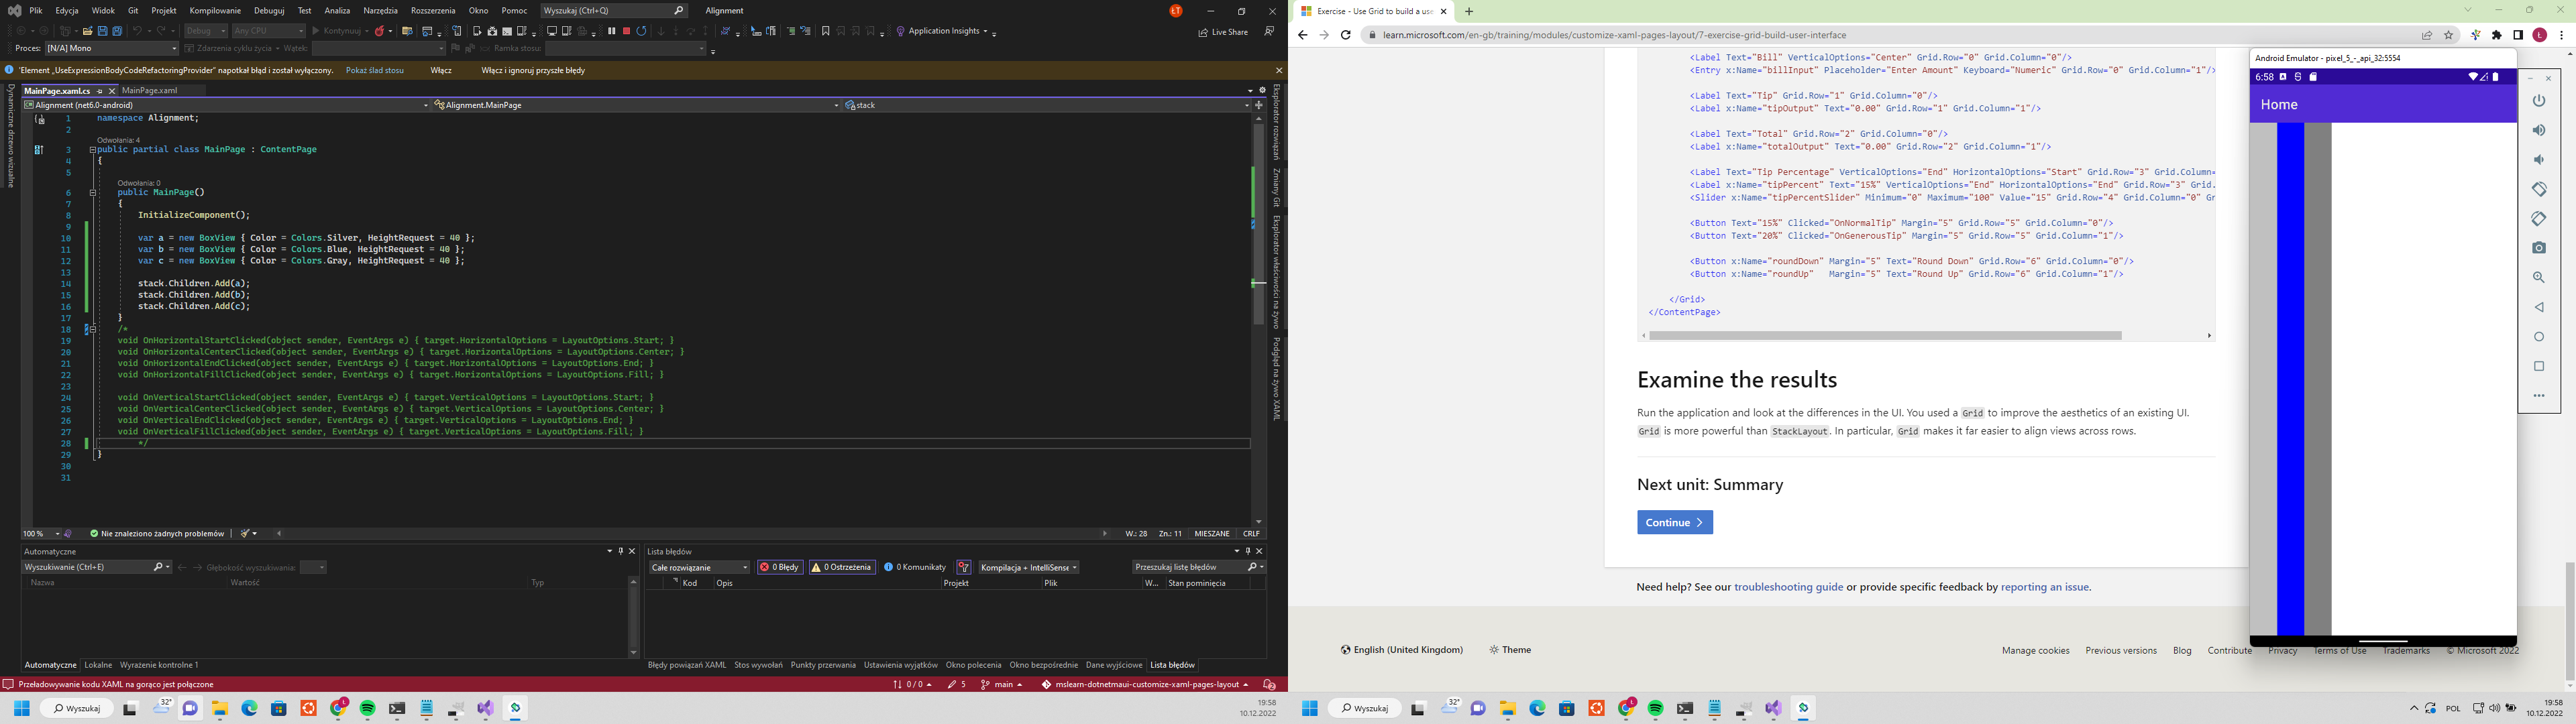 Plik Edycja Widok Git Projekt Kompilowanie Debuguj Test Analiza Narzędzia Rozszerzenia Okno Pomoc Wyszukaj (Ctrl+Q) Alignment ŁT
Debug Any CPU Kontynuuj Application Insights Live Share
Proces: [N/A] Mono Zdarzenia cyklu życia Wątek: Ramka stosu:
'Element „UseExpressionBodyCodeRefactoringProvider" napotkał błąd i został wyłączony. Pokaż ślad stosu Włącz Włącz i ignoruj przyszłe błędy
Dynamiczne drzewo wizualne
MainPage.xaml.cs MainPage.xaml
Alignment (net6.0-android) Alignment.MainPage stack
1 namespace Alignment;
2
Odwołania: 4
3 public partial class MainPage : ContentPage
4 {
5
Odwołania: 0
6 public MainPage()
7 {
8 InitializeComponent();
9
10 var a = new BoxView { Color = Colors.Silver, HeightRequest = 40 };
11 var b = new BoxView { Color = Colors.Blue, HeightRequest = 40 };
12 var c = new BoxView { Color = Colors.Gray, HeightRequest = 40 };
13
14 stack.Children.Add(a);
15 stack.Children.Add(b);
16 stack.Children.Add(c);
17 }
18 /*
19 void OnHorizontalStartClicked(object sender, EventArgs e) { target.HorizontalOptions = LayoutOptions.Start; }
20 void OnHorizontalCenterClicked(object sender, EventArgs e) { target.HorizontalOptions = LayoutOptions.Center; }
21 void OnHorizontalEndClicked(object sender, EventArgs e) { target.HorizontalOptions = LayoutOptions.End; }
22 void OnHorizontalFillClicked(object sender, EventArgs e) { target.HorizontalOptions = LayoutOptions.Fill; }
23
24 void OnVerticalStartClicked(object sender, EventArgs e) { target.VerticalOptions = LayoutOptions.Start; }
25 void OnVerticalCenterClicked(object sender, EventArgs e) { target.VerticalOptions = LayoutOptions.Center; }
26 void OnVerticalEndClicked(object sender, EventArgs e) { target.VerticalOptions = LayoutOptions.End; }
27 void OnVerticalFillClicked(object sender, EventArgs e) { target.VerticalOptions = LayoutOptions.Fill; }
28 */
29 }
30
31
Eksplorator rozwiązań
Zmiany Git
Eksplorator właściwości na żywo
Podgląd na żywo XAML
100 % Nie znaleziono żadnych problemów W.: 28 Zn.: 11 MIESZANE CRLF
Automatyczne
Wyszukiwanie (Ctrl+E) Głębokość wyszukiwania:
Nazwa Wartość Typ
Automatyczne Lokalne Wyrażenie kontrolne 1
Lista błędów
Całe rozwiązanie 0 Błędy 0 Ostrzeżenia 0 Komunikaty Kompilacja + IntelliSense Przeszukaj listę błędów
Kod Opis Projekt Plik W... Stan pominięcia
Błędy powiązań XAML Stos wywołań Punkty przerwania Ustawienia wyjątków Okno polecenia Okno bezpośrednie Dane wyjściowe Lista błędów
Przeładowywanie kodu XAML na gorąco jest połączone 0 / 0 5 main mslearn-dotnetmaui-customize-xaml-pages-layout 2
Wyszukaj 32° 19:58
10.12.2022
Exercise - Use Grid to build a use
learn.microsoft.com/en-gb/training/modules/customize-xaml-pages-layout/7-exercise-grid-build-user-interface
<Label Text="Bill" VerticalOptions="Center" Grid.Row="0" Grid.Column="0"/>
<Entry x:Name="billInput" Placeholder="Enter Amount" Keyboard="Numeric" Grid.Row="0" Grid.Column="1"/>
<Label Text="Tip" Grid.Row="1" Grid.Column="0"/>
<Label x:Name="tipOutput" Text="0.00" Grid.Row="1" Grid.Column="1"/>
<Label Text="Total" Grid.Row="2" Grid.Column="0"/>
<Label x:Name="totalOutput" Text="0.00" Grid.Row="2" Grid.Column="1"/>
<Label Text="Tip Percentage" VerticalOptions="End" HorizontalOptions="Start" Grid.Row="3" Grid.Column=
<Label x:Name="tipPercent" Text="15%" VerticalOptions="End" HorizontalOptions="End" Grid.Row="3" Grid.
<Slider x:Name="tipPercentSlider" Minimum="0" Maximum="100" Value="15" Grid.Row="4" Grid.Column="0" Gr
<Button Text="15%" Clicked="OnNormalTip" Margin="5" Grid.Row="5" Grid.Column="0"/>
<Button Text="20%" Clicked="OnGenerousTip" Margin="5" Grid.Row="5" Grid.Column="1"/>
<Button x:Name="roundDown" Margin="5" Text="Round Down" Grid.Row="6" Grid.Column="0"/>
<Button x:Name="roundUp" Margin="5" Text="Round Up" Grid.Row="6" Grid.Column="1"/>
</Grid>
</ContentPage>
Examine the results
Run the application and look at the differences in the UI. You used a Grid to improve the aesthetics of an existing UI.
Grid is more powerful than StackLayout. In particular, Grid makes it far easier to align views across rows.
Next unit: Summary
Continue
Need help? See our troubleshooting guide or provide specific feedback by reporting an issue.
English (United Kingdom) Theme Manage cookies Previous versions Blog Contribute Privacy Terms of Use Trademarks © Microsoft 2022
Android Emulator - pixel_5_-_api_32:5554
6:58
Home
Wyszukaj 32° POL 19:58
10.12.2022